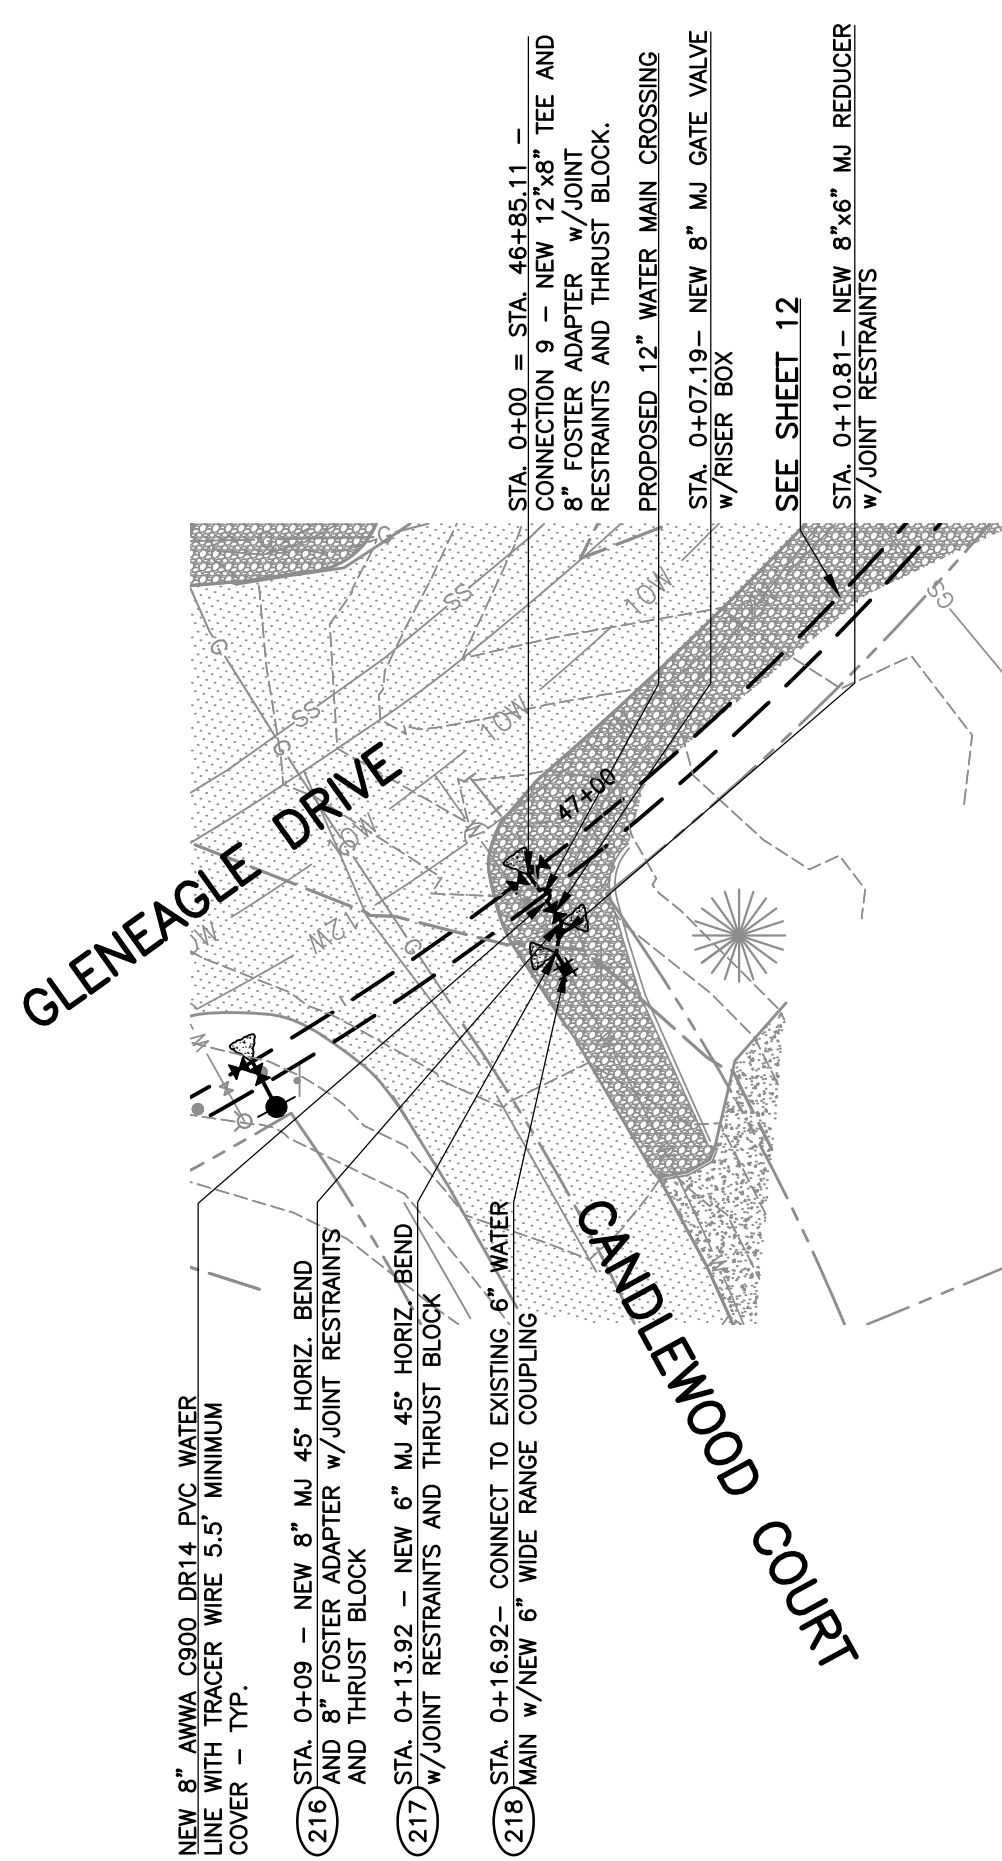 STA. 0+00 = STA. 46+85.11 -
CONNECTION 9 - NEW 12"x8" TEE AND
8" FOSTER ADAPTER w/JOINT
RESTRAINTS AND THRUST BLOCK.
PROPOSED 12" WATER MAIN CROSSING
STA. 0+07.19- NEW 8" MJ GATE VALVE
w/RISER BOX
SEE SHEET 12
STA. 0+10.81- NEW 8"x6" MJ REDUCER
w/JOINT RESTRAINTS
GLENEAGLE DRIVE
47+00
G
G
G
G
SS
SS
SS
10W
10W
12W
W
W
CANDLEWOOD COURT
NEW 8" AWWA C900 DR14 PVC WATER
LINE WITH TRACER WIRE 5.5' MINIMUM
COVER - TYP.
216
STA. 0+09 - NEW 8" MJ 45° HORIZ. BEND
AND 8" FOSTER ADAPTER w/JOINT RESTRAINTS
AND THRUST BLOCK
217
STA. 0+13.92 - NEW 6" MJ 45° HORIZ. BEND
w/JOINT RESTRAINTS AND THRUST BLOCK
218
STA. 0+16.92- CONNECT TO EXISTING 6" WATER
MAIN w/NEW 6" WIDE RANGE COUPLING